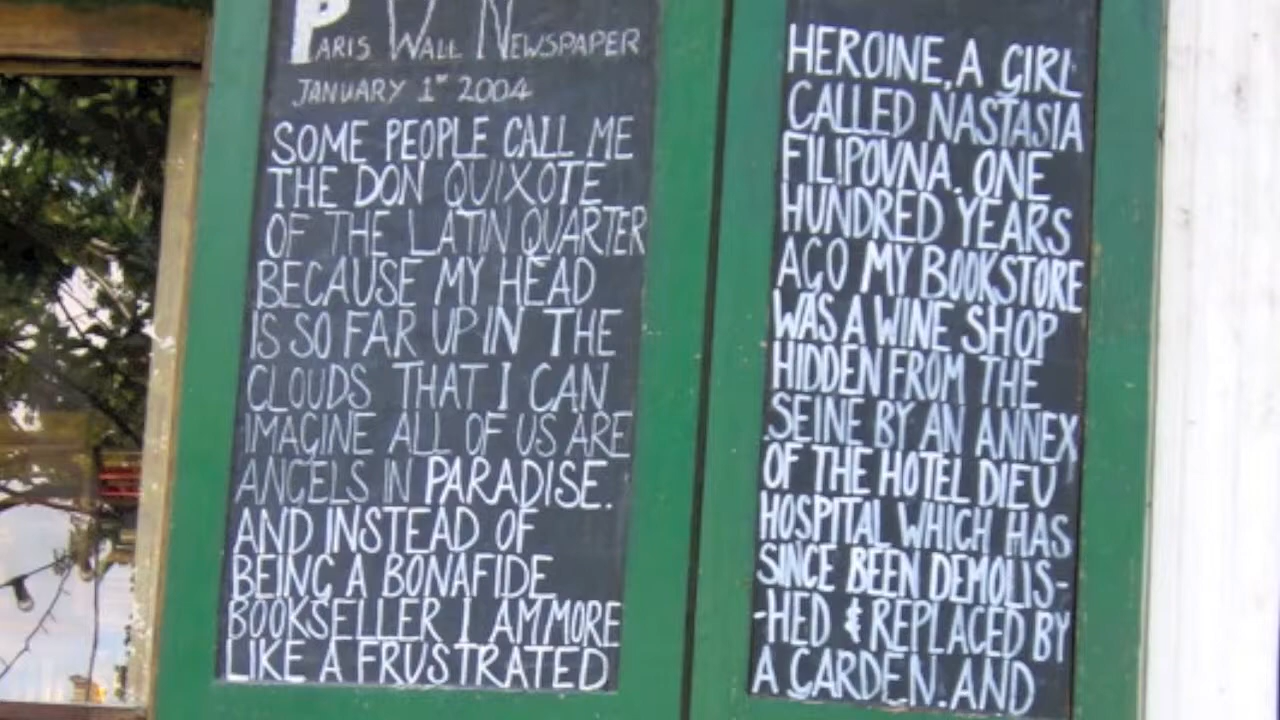 PARIS WALL NEWSPAPER
JANUARY 1ST 2004
SOME PEOPLE CALL ME
THE DON QUIXOTE
OF THE LATIN QUARTER
BECAUSE MY HEAD
IS SO FAR UP IN THE
CLOUDS THAT I CAN
IMAGINE ALL OF US ARE
ANGELS IN PARADISE.
AND INSTEAD OF
BEING A BONAFIDE
BOOKSELLER I AM MORE
LIKE A FRUSTRATED
HEROINE, A GIRL
CALLED NASTASIA
FILIPOVNA. ONE
HUNDRED YEARS
AGO MY BOOKSTORE
WAS A WINE SHOP
HIDDEN FROM THE
SEINE BY AN ANNEX
OF THE HOTEL DIEU
HOSPITAL WHICH HAS
SINCE BEEN DEMOLIS-
-HED & REPLACED BY
A GARDEN. AND